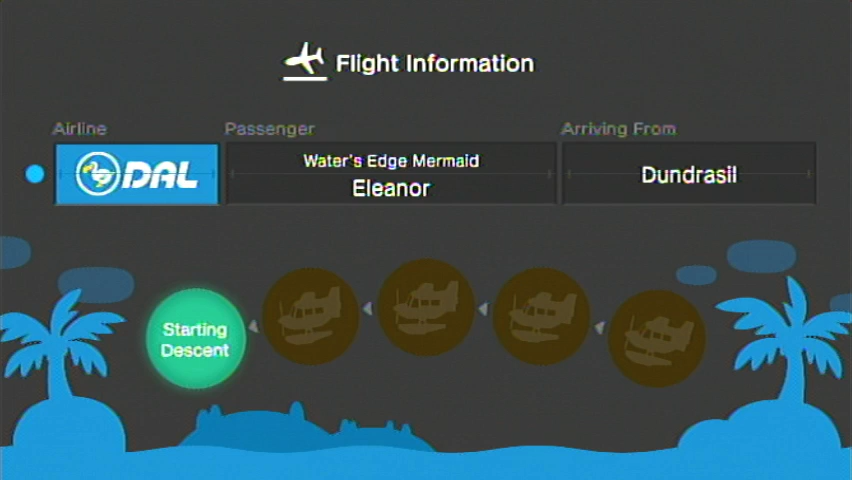 Flight Information
Airline
Passenger
Arriving From
DAL
Water's Edge Mermaid
Eleanor
Dundrasil
Starting
Descent